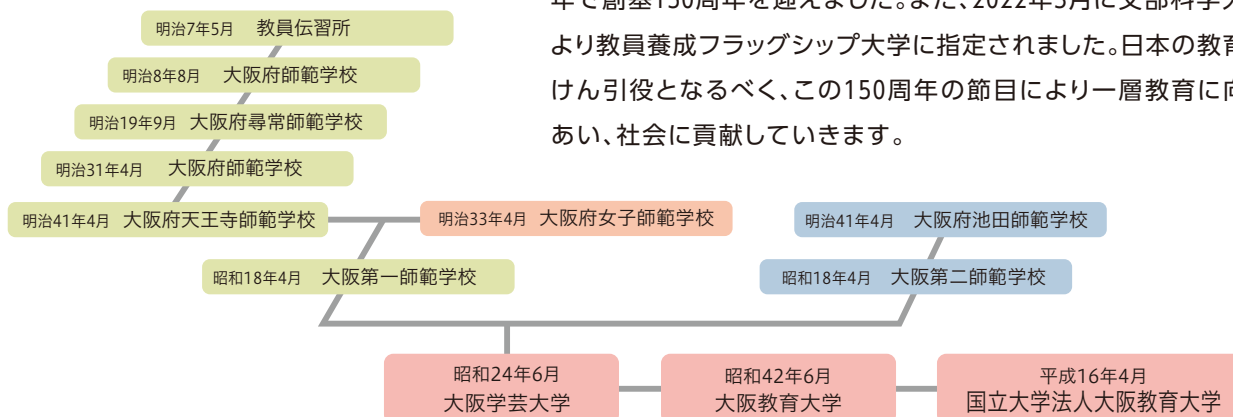 年で創基150周年を迎えました。また、2022年3月に文部科学大
より教員養成フラッグシップ大学に指定されました。日本の教育
けん引役となるべく、この150周年の節目により一層教育に向
あい、社会に貢献していきます。
明治7年5月 教員伝習所
明治8年8月 大阪府師範学校
明治19年9月 大阪府尋常師範学校
明治31年4月 大阪府師範学校
明治41年4月 大阪府天王寺師範学校
明治33年4月 大阪府女子師範学校
明治41年4月 大阪府池田師範学校
昭和18年4月 大阪第一師範学校
昭和18年4月 大阪第二師範学校
昭和24年6月
大阪学芸大学
昭和42年6月
大阪教育大学
平成16年4月
国立大学法人大阪教育大学